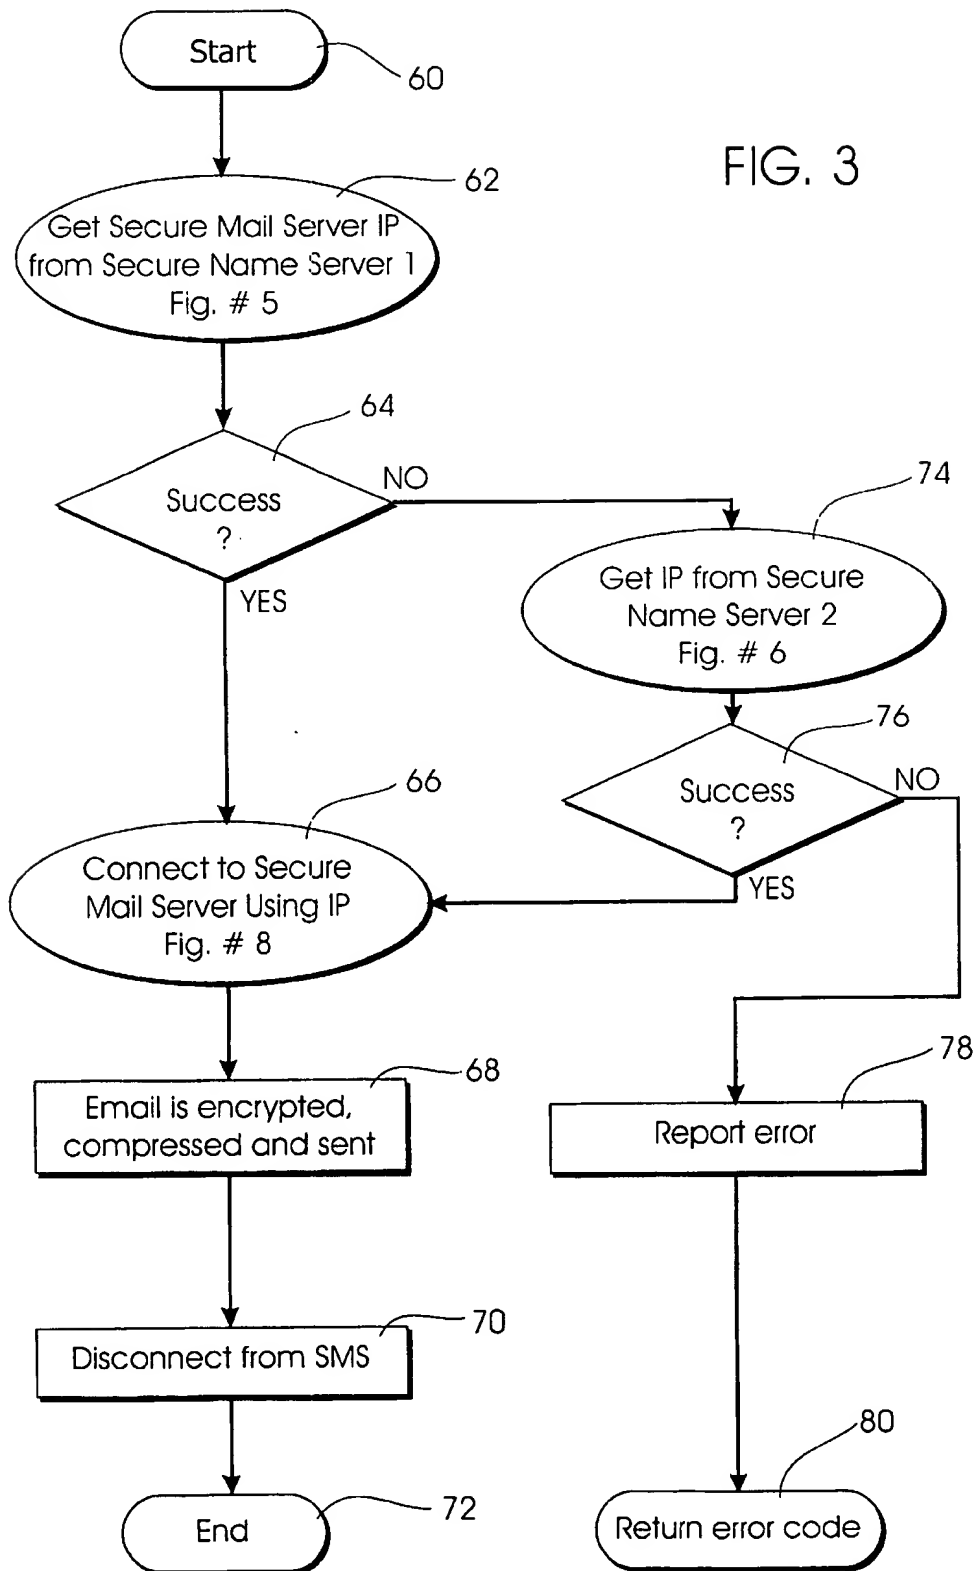 Start
60
FIG. 3
62
Get Secure Mail Server IP
from Secure Name Server 1
Fig. # 5
64
Success
?
NO
YES
74
Get IP from Secure
Name Server 2
Fig. # 6
76
Success
?
NO
YES
66
Connect to Secure
Mail Server Using IP
Fig. # 8
68
Email is encrypted,
compressed and sent
78
Report error
70
Disconnect from SMS
72
End
80
Return error code